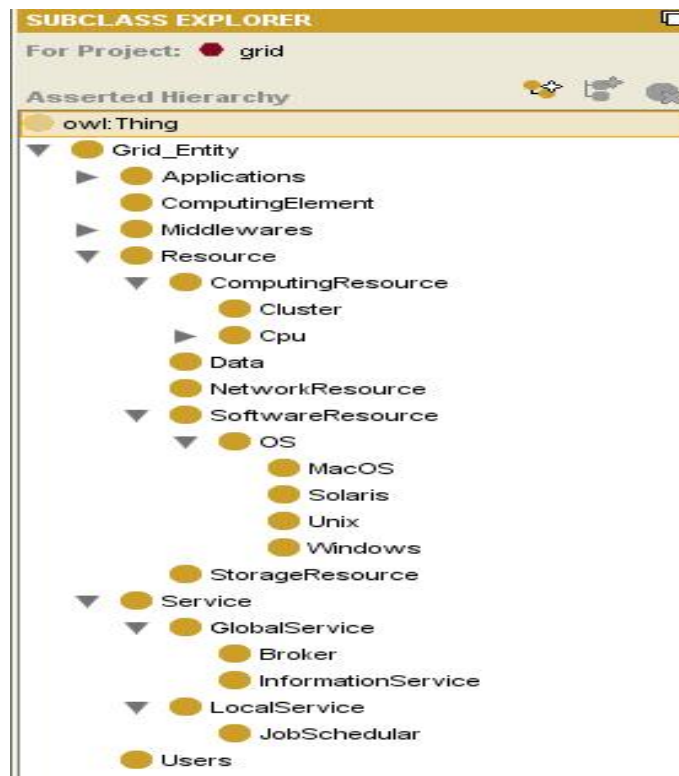 SUBCLASS EXPLORER
For Project: grid
Asserted Hierarchy
owl:Thing
Grid_Entity
Applications
ComputingElement
Middlewares
Resource
ComputingResource
Cluster
Cpu
Data
NetworkResource
SoftwareResource
OS
MacOS
Solaris
Unix
Windows
StorageResource
Service
GlobalService
Broker
InformationService
LocalService
JobSchedular
Users